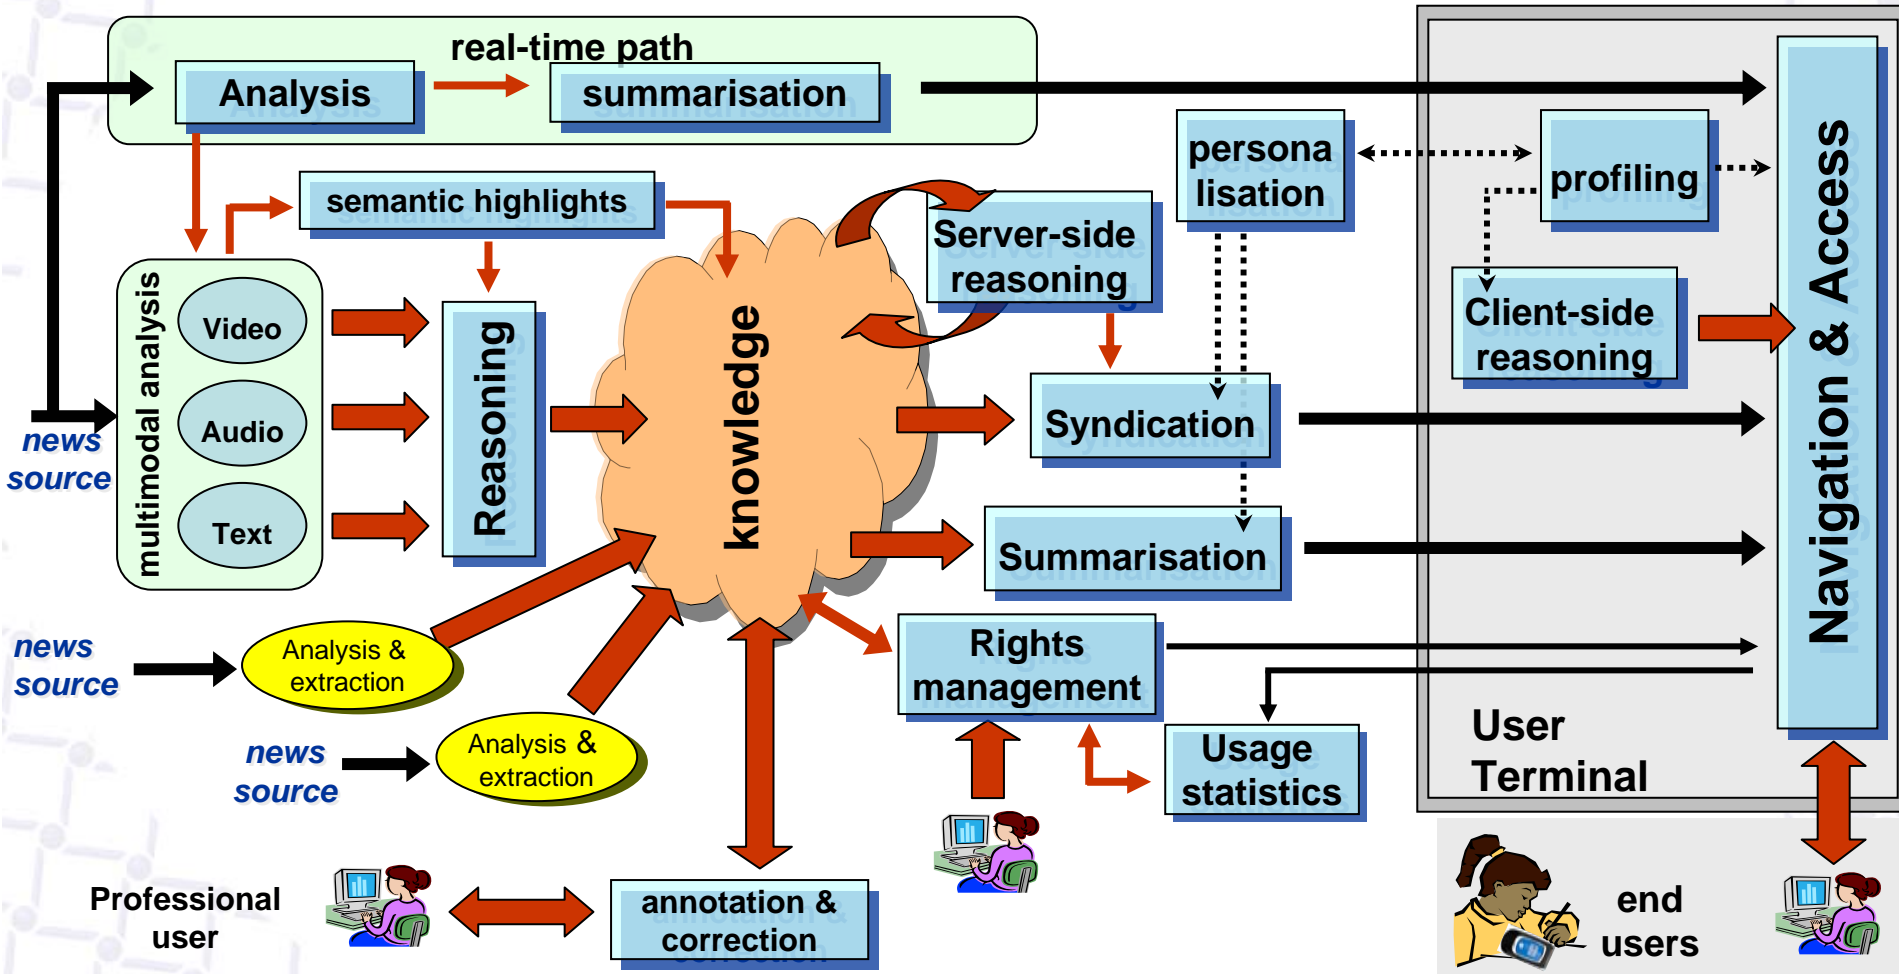 real-time path
Analysis
summarisation
persona
lisation
profiling
semantic highlights
Server-side
reasoning
Client-side
reasoning
multimodal analysis
Video
Audio
Text
Reasoning
knowledge
Syndication
Summarisation
Navigation & Access
news
source
Rights
management
Analysis &
extraction
news
source
User
Terminal
Usage
statistics
Analysis &
extraction
news
source
Professional
user
annotation &
correction
end
users